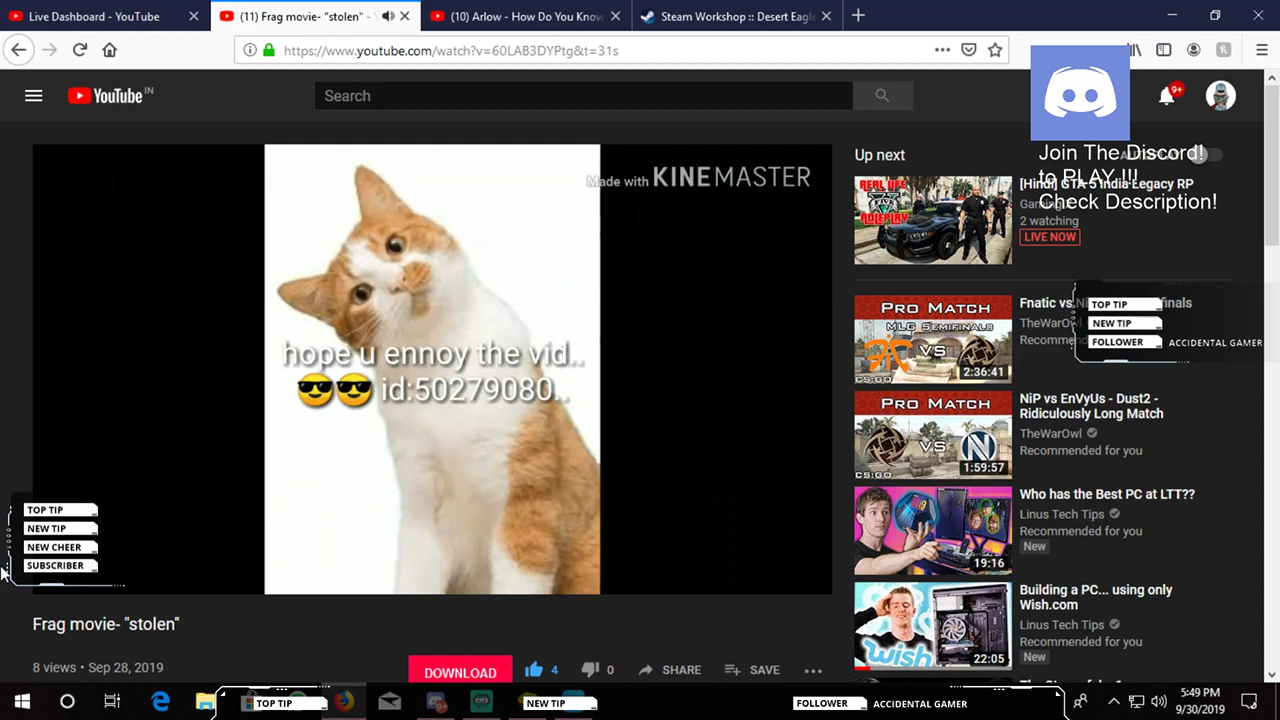 Live Dashboard - YouTube
(11) Frag movie- "stolen" -
(10) Arlow - How Do You Know
Steam Workshop :: Desert Eagle
https://www.youtube.com/watch?v=60LAB3DYPtg&t=31s
YouTube IN
Search
9+
Join The Discord!
to PLAY !!!
Check Description!
Made with KINEMASTER
hope u ennoy the vid..
😎😎 id:50279080..
Up next
REAL LIFE
V
FIVE
ROLEPLAY
[Hindi] GTA 5 India Legacy RP
2 watching
LIVE NOW
PRO MATCH
MLG SEMIFINALS
VS
CS:GO
2:36:41
Fnatic vs.
TheWarOwl
TOP TIP
NEW TIP
FOLLOWER ACCIDENTAL GAMER
PRO MATCH
VS
CS:GO
1:59:57
NiP vs EnVyUs - Dust2 -
Ridiculously Long Match
TheWarOwl
Recommended for you
19:16
Who has the Best PC at LTT??
Linus Tech Tips
Recommended for you
New
wish
22:05
Building a PC... using only
Wish.com
Linus Tech Tips
Recommended for you
New
TOP TIP
NEW TIP
NEW CHEER
SUBSCRIBER
Frag movie- "stolen"
8 views • Sep 28, 2019
DOWNLOAD
4
0
SHARE
SAVE
TOP TIP
NEW TIP
FOLLOWER ACCIDENTAL GAMER
5:49 PM
9/30/2019